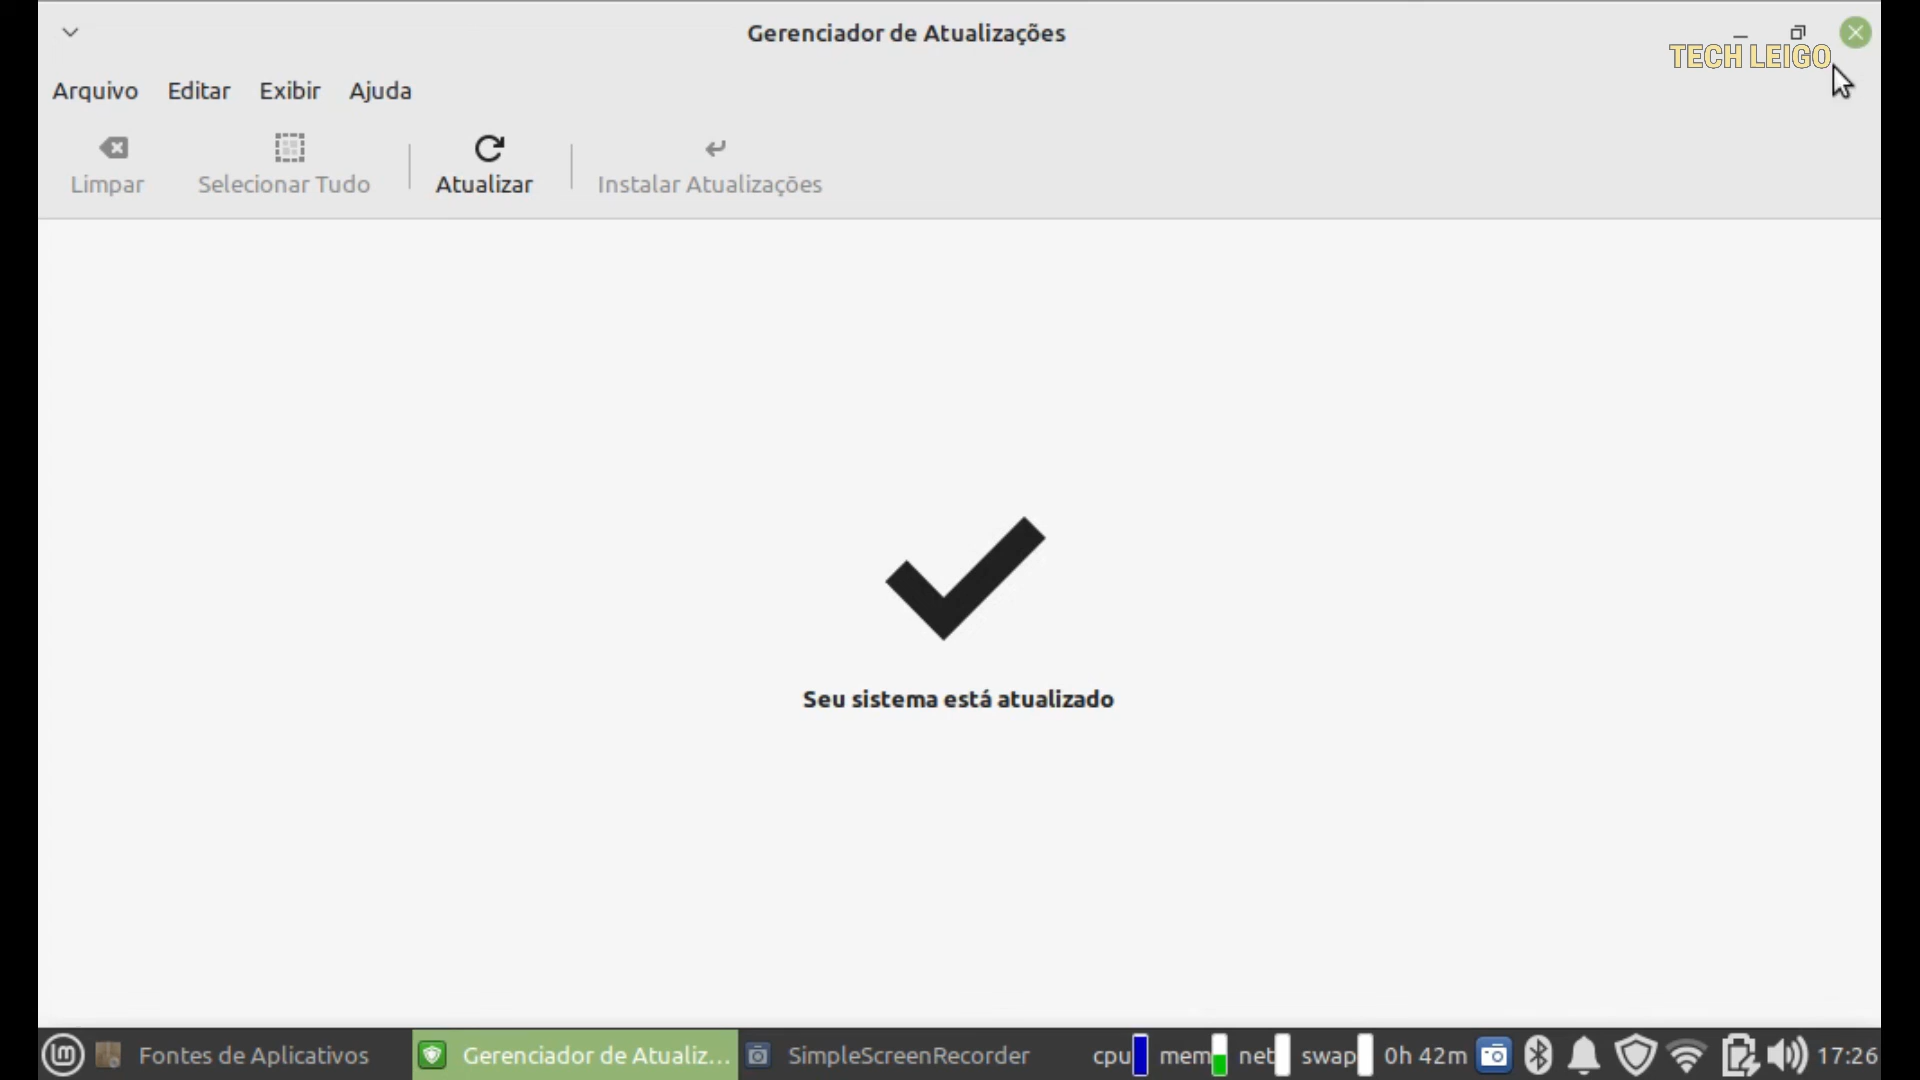 Gerenciador de Atualizações
TECH LEIGO
Arquivo Editar Exibir Ajuda
Limpar Selecionar Tudo Atualizar Instalar Atualizações
Seu sistema está atualizado
Fontes de Aplicativos Gerenciador de Atualiz... SimpleScreenRecorder cpu mem net swap 0h 42m 17:26